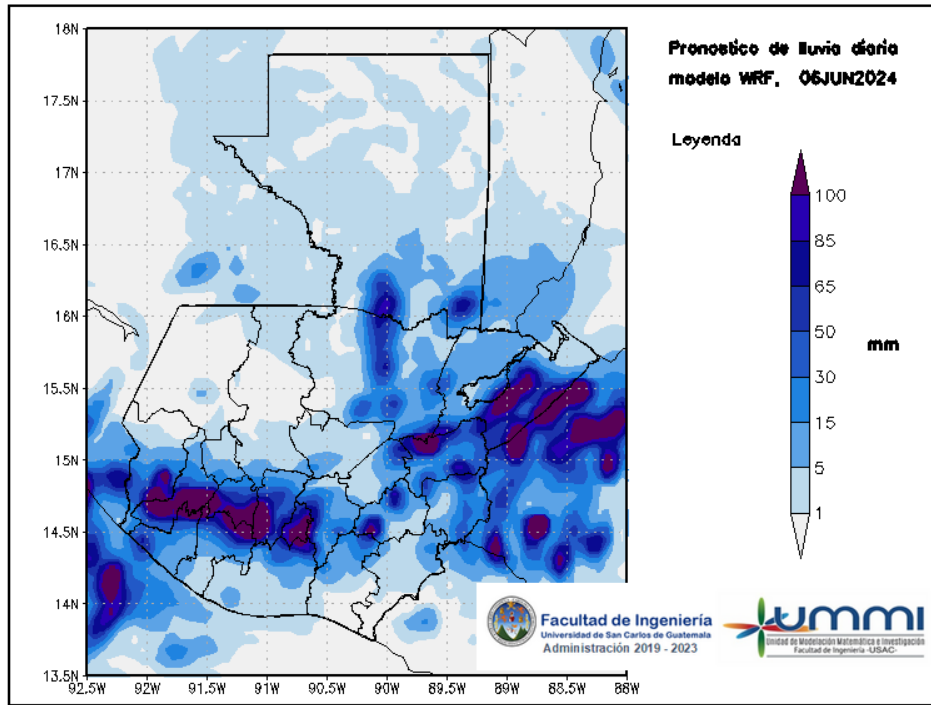 Pronostico de lluvia diaria
modelo WRF, 06JUN2024
Leyenda
100
85
65
50
30
15
5
1
mm
18N
17.5N
17N
16.5N
16N
15.5N
15N
14.5N
14N
13.5N
92.5W
92W
91.5W
91W
90.5W
90W
89.5W
89W
88.5W
88W
Facultad de Ingeniería
Universidad de San Carlos de Guatemala
Administración 2019 - 2023
UMMI
Unidad de Modelación Matemática e Investigación
Facultad de Ingeniería -USAC-